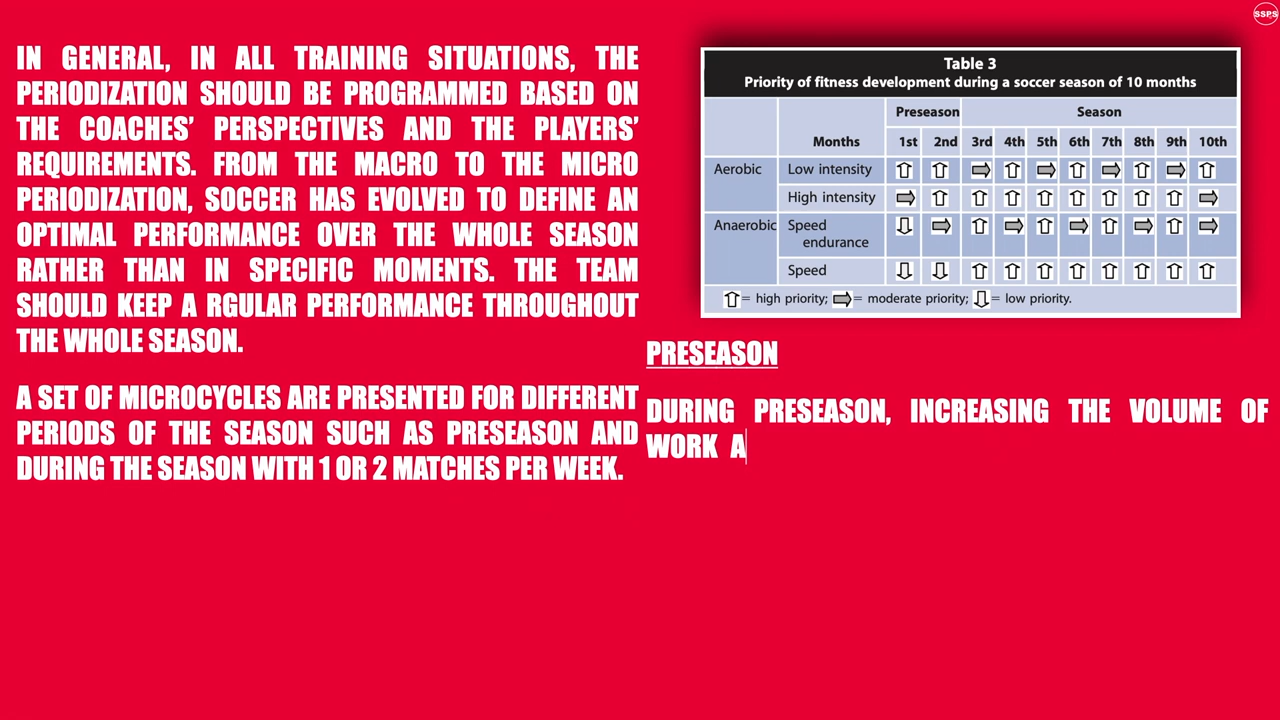 SSPS
IN GENERAL, IN ALL TRAINING SITUATIONS, THE
PERIODIZATION SHOULD BE PROGRAMMED BASED ON
THE COACHES' PERSPECTIVES AND THE PLAYERS'
REQUIREMENTS. FROM THE MACRO TO THE MICRO
PERIODIZATION, SOCCER HAS EVOLVED TO DEFINE AN
OPTIMAL PERFORMANCE OVER THE WHOLE SEASON
RATHER THAN IN SPECIFIC MOMENTS. THE TEAM
SHOULD KEEP A RGULAR PERFORMANCE THROUGHOUT
THE WHOLE SEASON.
A SET OF MICROCYCLES ARE PRESENTED FOR DIFFERENT
PERIODS OF THE SEASON SUCH AS PRESEASON AND
DURING THE SEASON WITH 1 OR 2 MATCHES PER WEEK.
Table 3
Priority of fitness development during a soccer season of 10 months
Preseason Season
Months 1st 2nd 3rd 4th 5th 6th 7th 8th 9th 10th
Aerobic Low intensity ⇧ ⇧ ⇨ ⇧ ⇨ ⇧ ⇨ ⇧ ⇨ ⇧
High intensity ⇨ ⇧ ⇧ ⇧ ⇧ ⇧ ⇧ ⇧ ⇧ ⇨
Anaerobic Speed ⇩ ⇨ ⇧ ⇨ ⇧ ⇨ ⇧ ⇨ ⇧ ⇨
endurance
Speed ⇩ ⇩ ⇧ ⇧ ⇧ ⇧ ⇧ ⇧ ⇧ ⇧
⇧= high priority; ⇨= moderate priority; ⇩= low priority.
PRESEASON
DURING PRESEASON, INCREASING THE VOLUME OF
WORK A